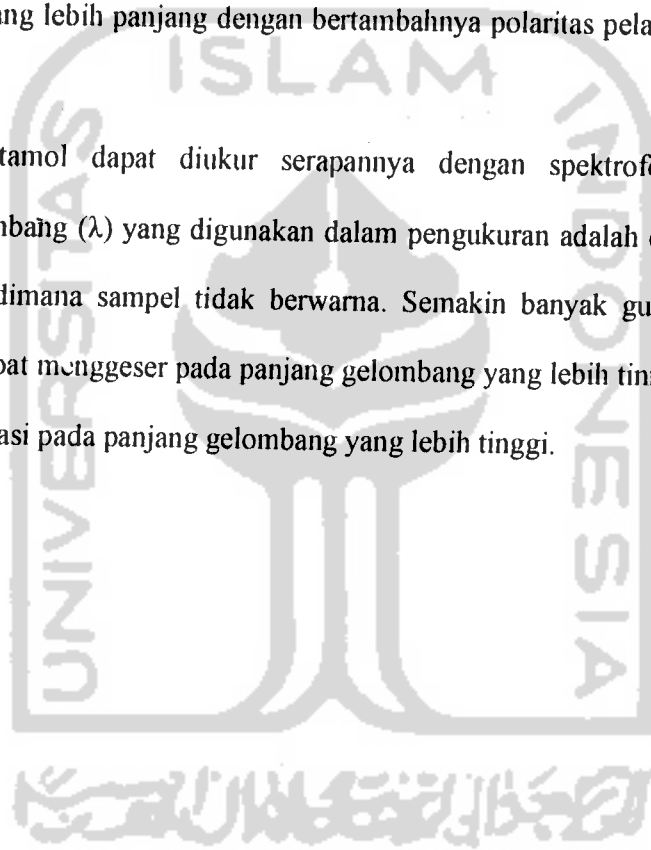 ng lebih panjang dengan bertambahnya polaritas pela
ISLAM
UNIVERSITAS
INDONESIA
tamol dapat diukur serapannya dengan spektrof
mbang (λ) yang digunakan dalam pengukuran adalah
dimana sampel tidak berwarna. Semakin banyak gu
pat menggeser pada panjang gelombang yang lebih tin
asi pada panjang gelombang yang lebih tinggi.